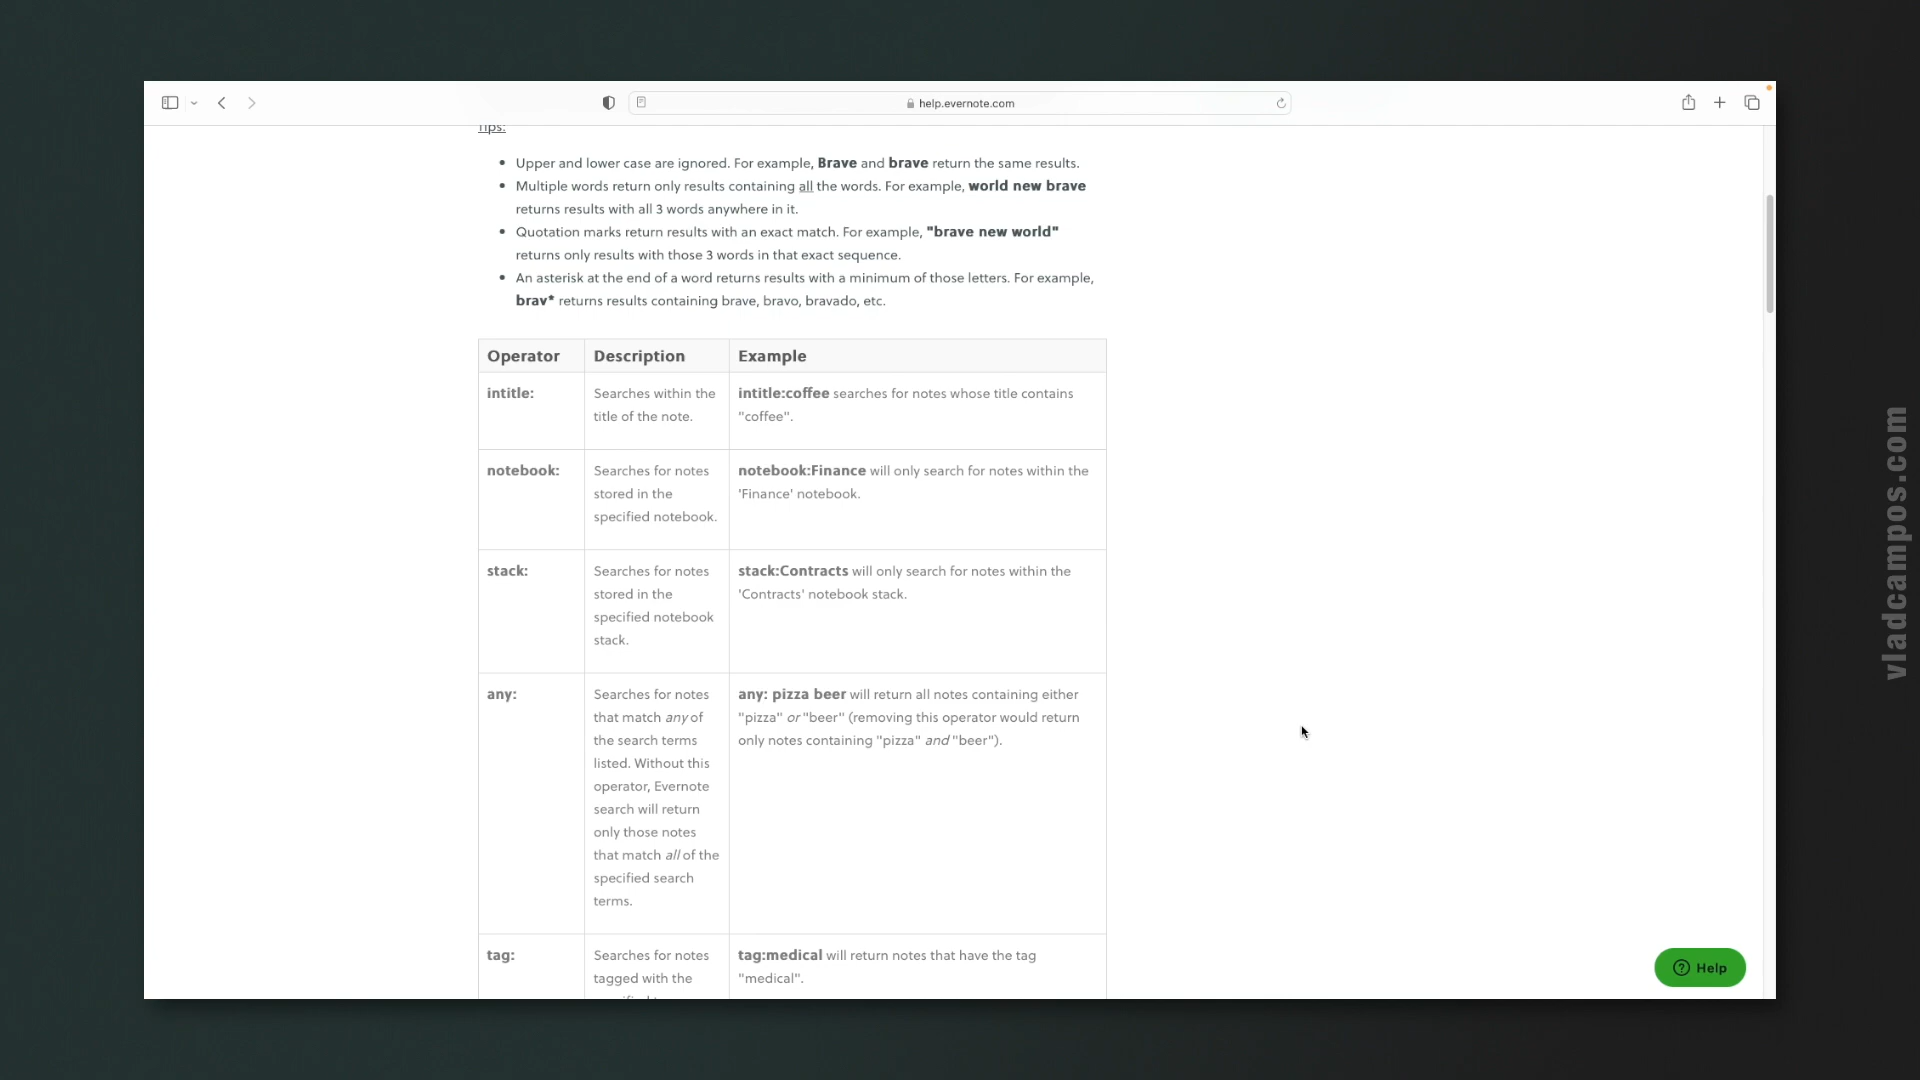 help.evernote.com
Tips:
Upper and lower case are ignored. For example, Brave and brave return the same results.
Multiple words return only results containing all the words. For example, world new brave
returns results with all 3 words anywhere in it.
Quotation marks return results with an exact match. For example, "brave new world"
returns only results with those 3 words in that exact sequence.
An asterisk at the end of a word returns results with a minimum of those letters. For example,
brav* returns results containing brave, bravo, bravado, etc.
Operator Description Example
intitle:
Searches within the
title of the note.
intitle:coffee searches for notes whose title contains
"coffee".
notebook:
Searches for notes
stored in the
specified notebook.
notebook:Finance will only search for notes within the
'Finance' notebook.
stack:
Searches for notes
stored in the
specified notebook
stack.
stack:Contracts will only search for notes within the
'Contracts' notebook stack.
any:
Searches for notes
that match any of
the search terms
listed. Without this
operator, Evernote
search will return
only those notes
that match all of the
specified search
terms.
any: pizza beer will return all notes containing either
"pizza" or "beer" (removing this operator would return
only notes containing "pizza" and "beer").
tag:
Searches for notes
tagged with the
tag:medical will return notes that have the tag
"medical".
Help
vladcampos.com